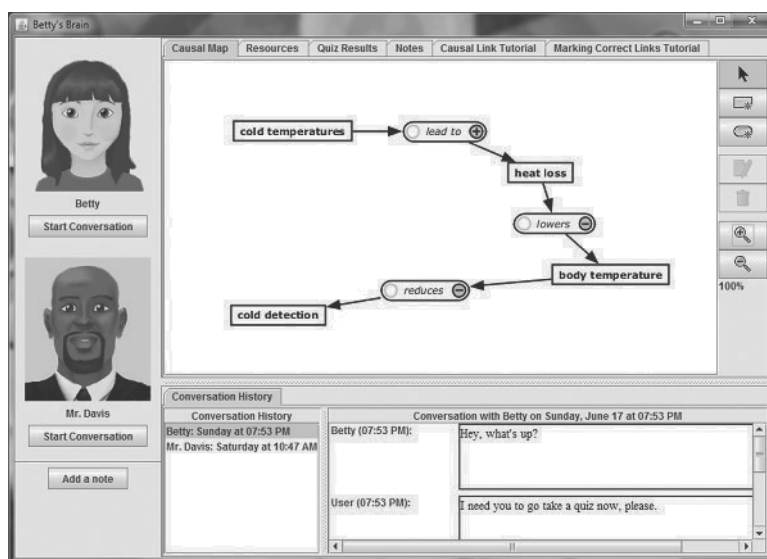 Betty's Brain
Causal Map Resources Quiz Results Notes Causal Link Tutorial Marking Correct Links Tutorial
cold temperatures
lead to
heat loss
lowers
body temperature
reduces
cold detection
100%
Betty
Start Conversation
Mr. Davis
Start Conversation
Add a note
Conversation History
Conversation History
Betty: Sunday at 07:53 PM
Mr. Davis: Saturday at 10:47 AM
Conversation with Betty on Sunday, June 17 at 07:53 PM
Betty (07:53 PM):
Hey, what's up?
User (07:53 PM):
I need you to go take a quiz now, please.